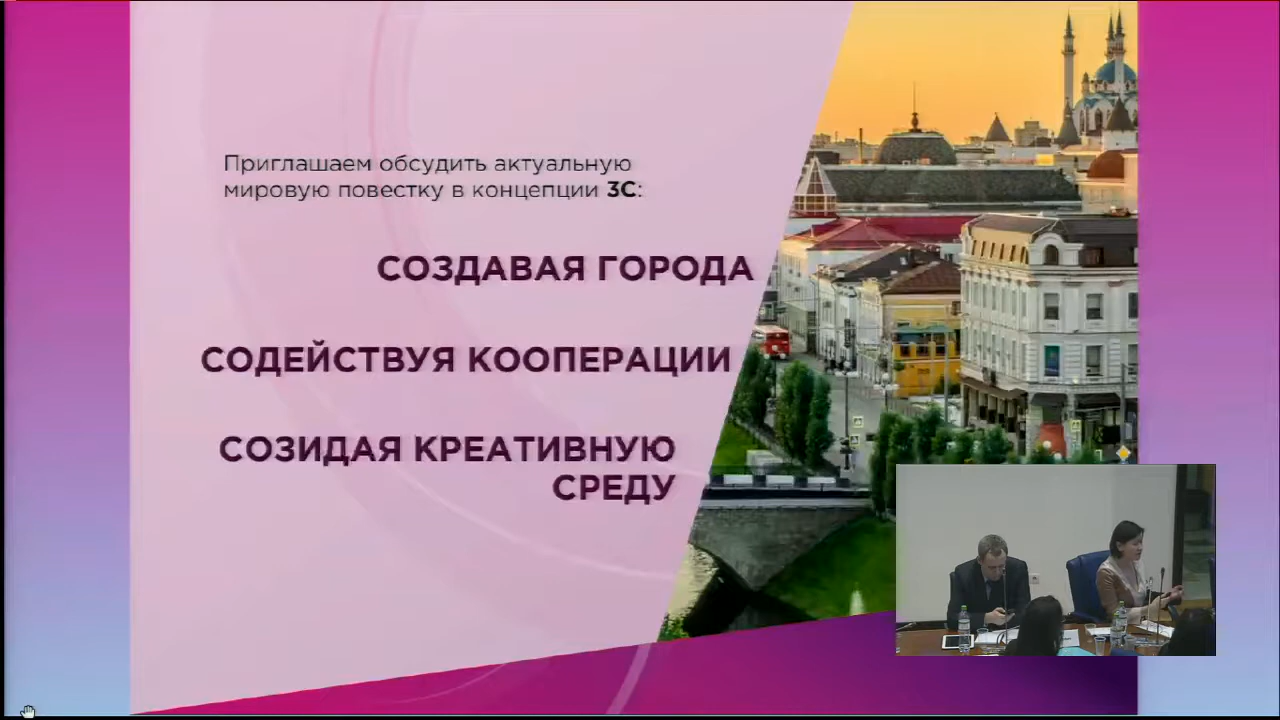 Приглашаем обсудить актуальную
мировую повестку в концепции 3С:
СОЗДАВАЯ ГОРОДА
СОДЕЙСТВУЯ КООПЕРАЦИИ
СОЗИДАЯ КРЕАТИВНУЮ
СРЕДУ